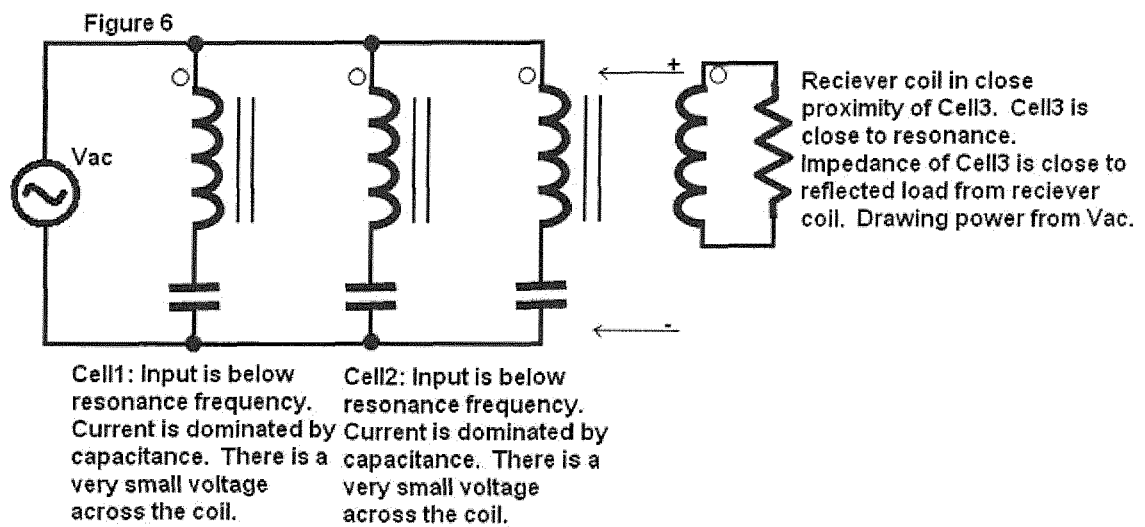 Figure 6
Vac
+
-
Reciever coil in close
proximity of Cell3. Cell3 is
close to resonance.
Impedance of Cell3 is close to
reflected load from reciever
coil. Drawing power from Vac.
Cell1: Input is below
resonance frequency.
Current is dominated by
capacitance. There is a
very small voltage
across the coil.
Cell2: Input is below
resonance frequency.
Current is dominated by
capacitance. There is a
very small voltage
across the coil.